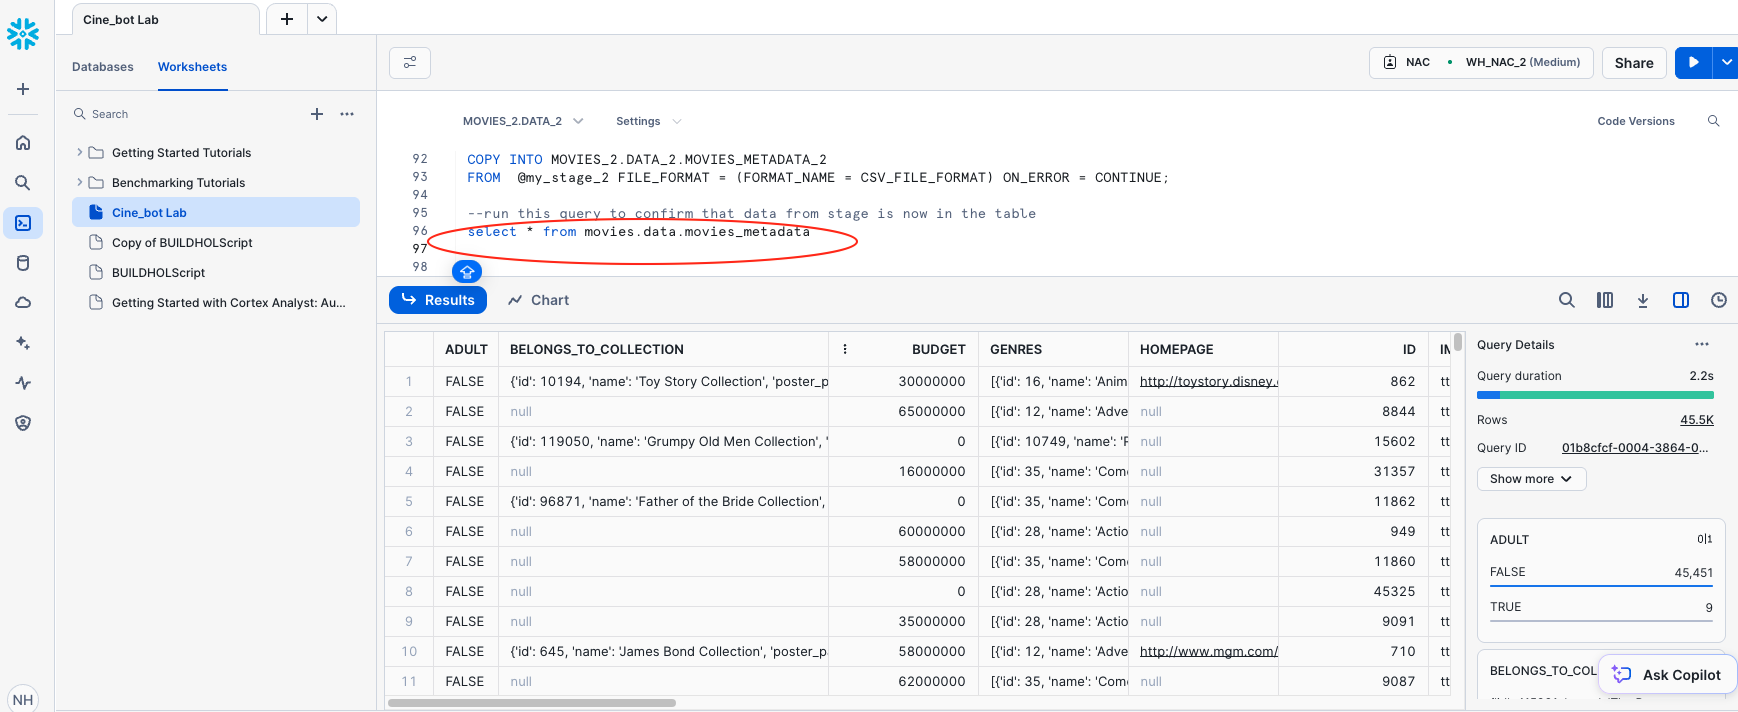 Cine_bot Lab
Databases
Worksheets
NAC
WH_NAC_2 (Medium)
Share
Search
MOVIES_2.DATA_2
Settings
Code Versions
Getting Started Tutorials
Benchmarking Tutorials
Cine_bot Lab
Copy of BUILDHOLScript
BUILDHOLScript
Getting Started with Cortex Analyst: Au...
92 COPY INTO MOVIES_2.DATA_2.MOVIES_METADATA_2
93 FROM  @my_stage_2 FILE_FORMAT = (FORMAT_NAME = CSV_FILE_FORMAT) ON_ERROR = CONTINUE;
94
95 --run this query to confirm that data from stage is now in the table
96 select * from movies.data.movies_metadata
97
98
Results
Chart
ADULT BELONGS_TO_COLLECTION BUDGET GENRES HOMEPAGE ID
1 FALSE {'id': 10194, 'name': 'Toy Story Collection', 'poster_p 30000000 [{'id': 16, 'name': 'Anim http://toystory.disney. 862 tt
2 FALSE null 65000000 [{'id': 12, 'name': 'Adve null 8844 tt
3 FALSE {'id': 119050, 'name': 'Grumpy Old Men Collection', ' 0 [{'id': 10749, 'name': 'R null 15602 tt
4 FALSE null 16000000 [{'id': 35, 'name': 'Come null 31357 tt
5 FALSE {'id': 96871, 'name': 'Father of the Bride Collection', 0 [{'id': 35, 'name': 'Come null 11862 tt
6 FALSE null 60000000 [{'id': 28, 'name': 'Actio null 949 tt
7 FALSE null 58000000 [{'id': 35, 'name': 'Come null 11860 tt
8 FALSE null 0 [{'id': 28, 'name': 'Actio null 45325 tt
9 FALSE null 35000000 [{'id': 28, 'name': 'Actio null 9091 tt
10 FALSE {'id': 645, 'name': 'James Bond Collection', 'poster_p 58000000 [{'id': 12, 'name': 'Adve http://www.mgm.com/ 710 tt
11 FALSE null 62000000 [{'id': 35, 'name': 'Come null 9087 tt
Query Details
Query duration 2.2s
Rows 45.5K
Query ID 01b8cfcf-0004-3864-0...
Show more
ADULT 0|1
FALSE 45,451
TRUE 9
BELONGS_TO_COL
Ask Copilot
NH